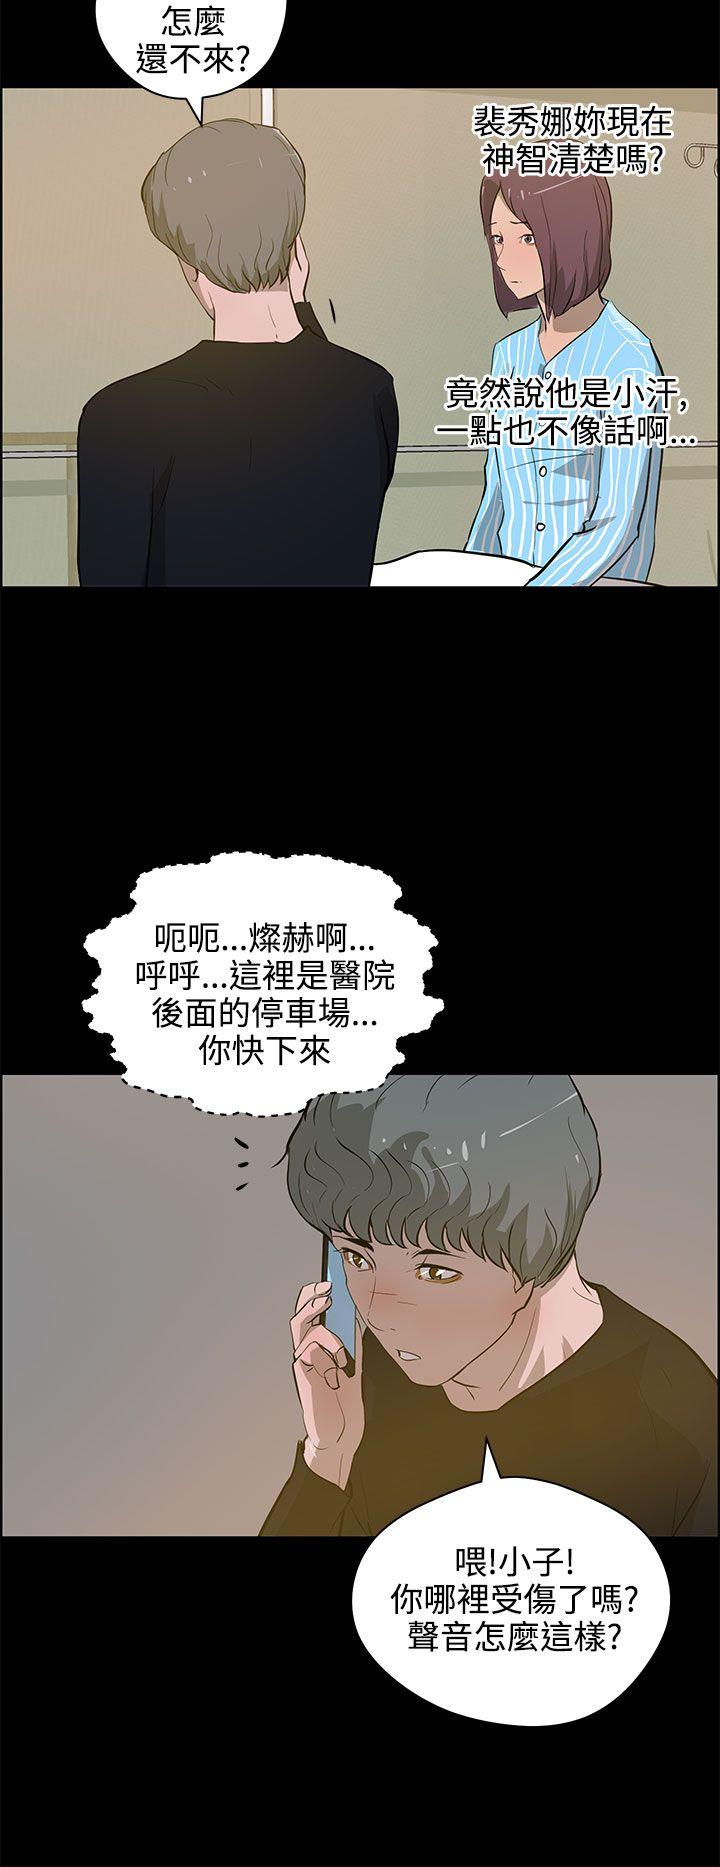 怎麼
還不來?
裴秀娜妳現在
神智清楚嗎?
竟然說他是小汗,
一點也不像話啊...
呃呃...燦赫啊...
呼呼...這裡是醫院
後面的停車場...
你快下來
喂!小子!
你哪裡受傷了嗎?
聲音怎麼這樣?